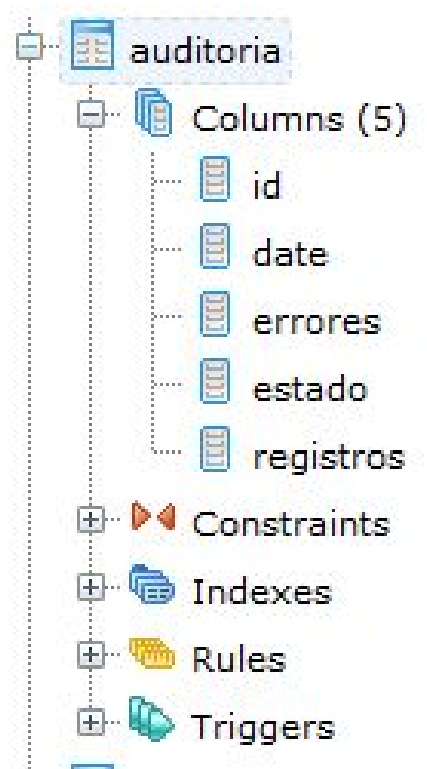 auditoria
Columns (5)
id
date
errores
estado
registros
Constraints
Indexes
Rules
Triggers